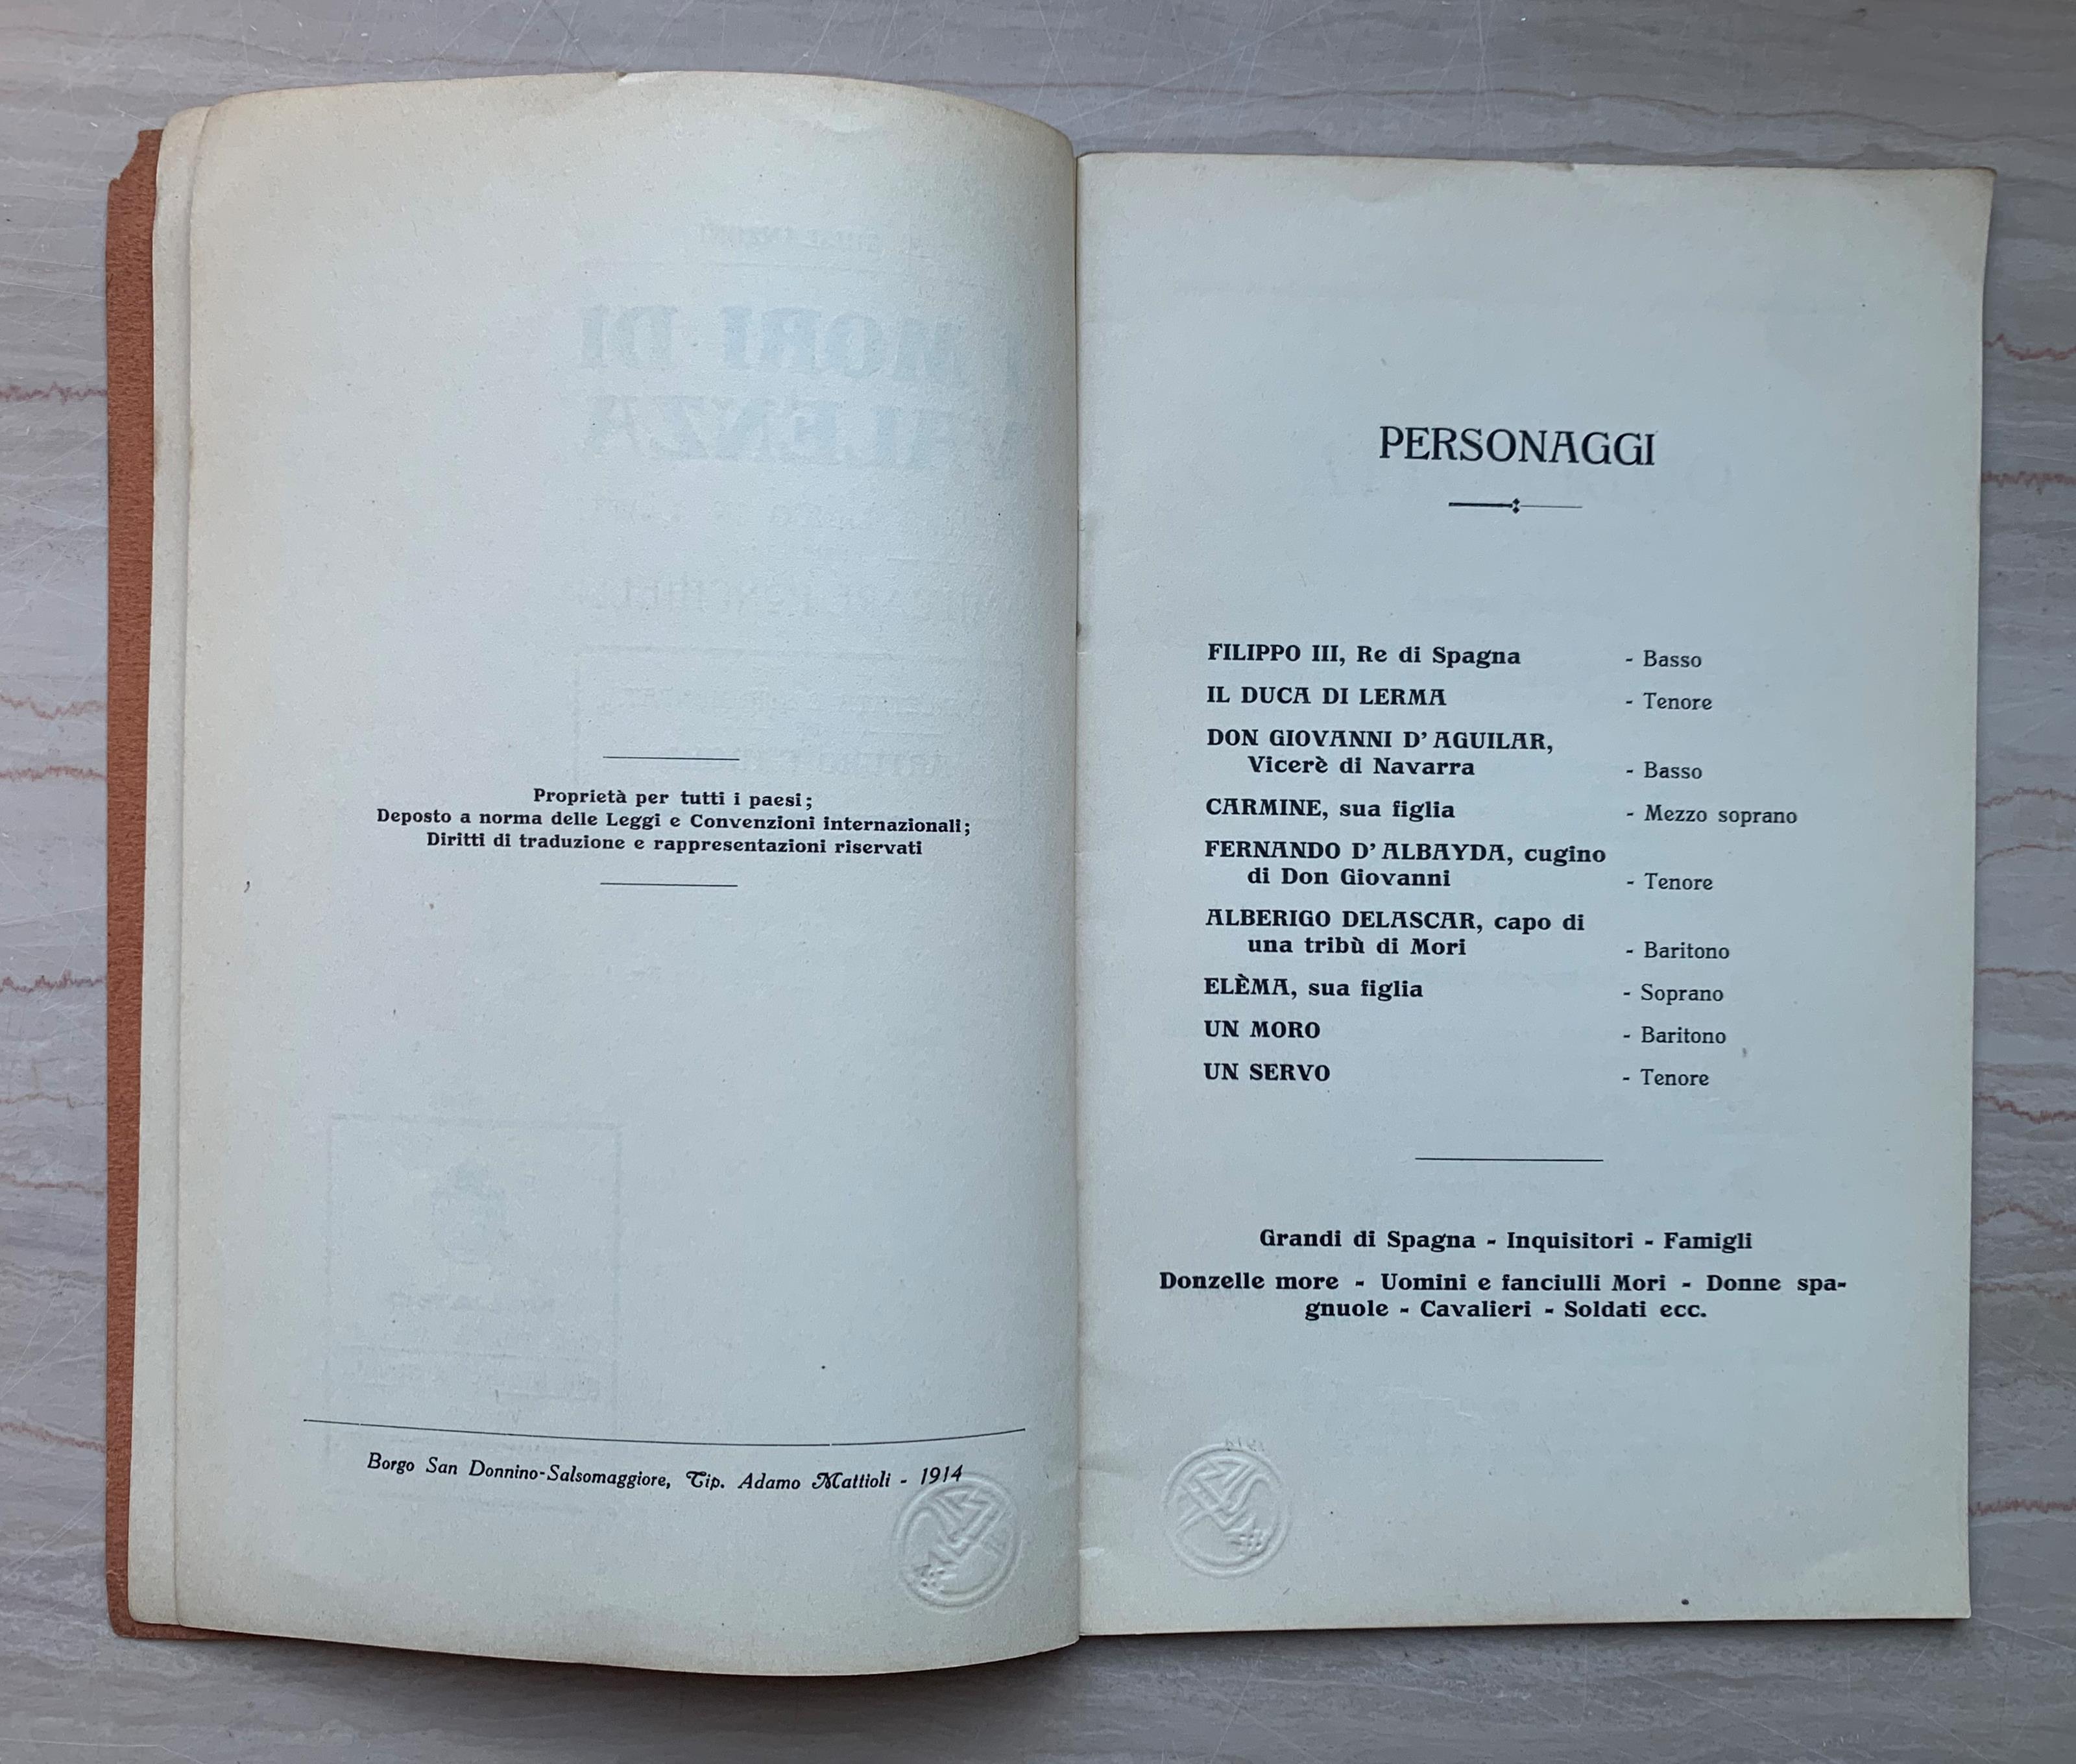 Proprietà per tutti i paesi;
Deposto a norma delle Leggi e Convenzioni internazionali;
Diritti di traduzione e rappresentazioni riservati
Borgo San Donnino-Salsomaggiore, Tip. Adamo Mattioli - 1914
PERSONAGGI
FILIPPO III, Re di Spagna - Basso
IL DUCA DI LERMA - Tenore
DON GIOVANNI D' AGUILAR,
Vicerè di Navarra - Basso
CARMINE, sua figlia - Mezzo soprano
FERNANDO D' ALBAYDA, cugino
di Don Giovanni - Tenore
ALBERIGO DELASCAR, capo di
una tribù di Mori - Baritono
ELÈMA, sua figlia - Soprano
UN MORO - Baritono
UN SERVO - Tenore
Grandi di Spagna - Inquisitori - Famigli
Donzelle more - Uomini e fanciulli Mori - Donne spa-
gnuole - Cavalieri - Soldati ecc.